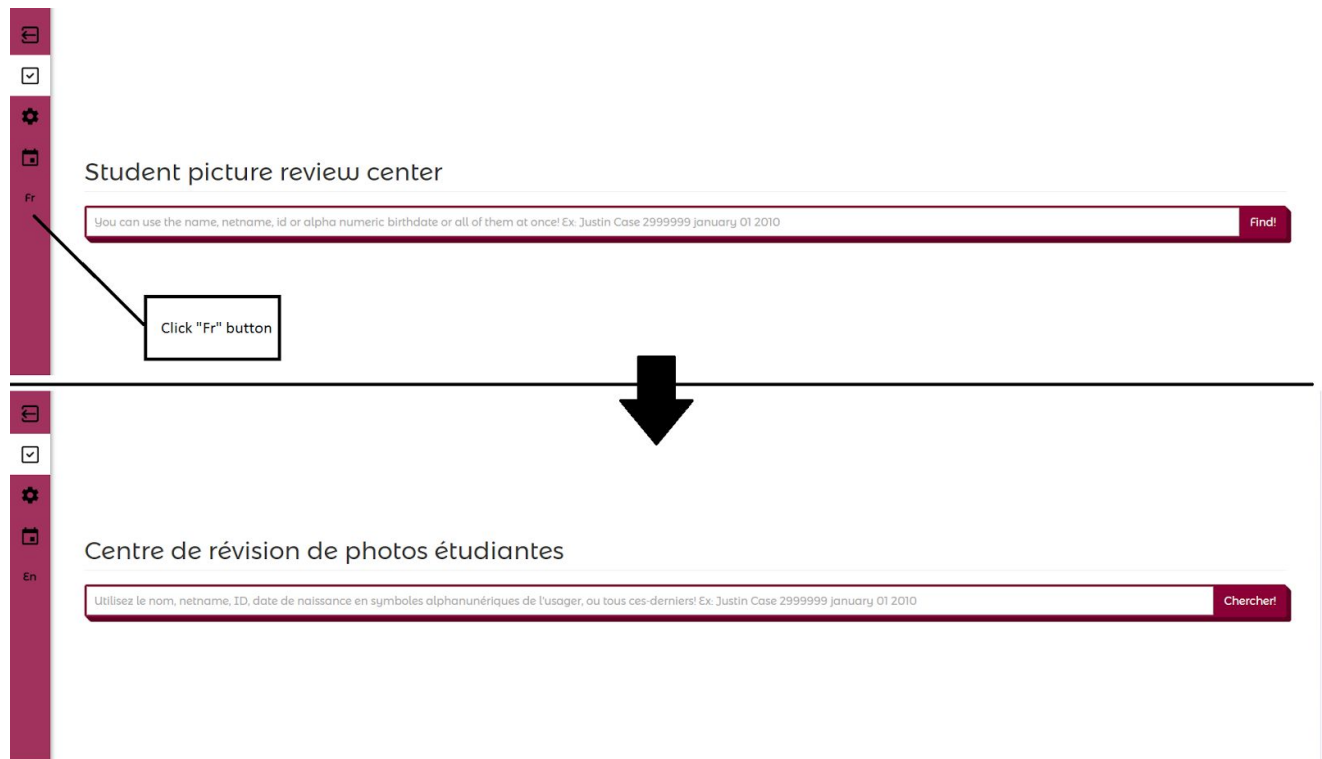 Student picture review center
Fr
You can use the name, netname, id or alpha numeric birthdate or all of them at once! Ex: Justin Case 2999999 january 01 2010
Find!
Click "Fr" button
Centre de révision de photos étudiantes
En
Utilisez le nom, netname, ID, date de naissance en symboles alphanunériques de l'usager, ou tous ces-derniers! Ex: Justin Case 2999999 january 01 2010
Chercher!